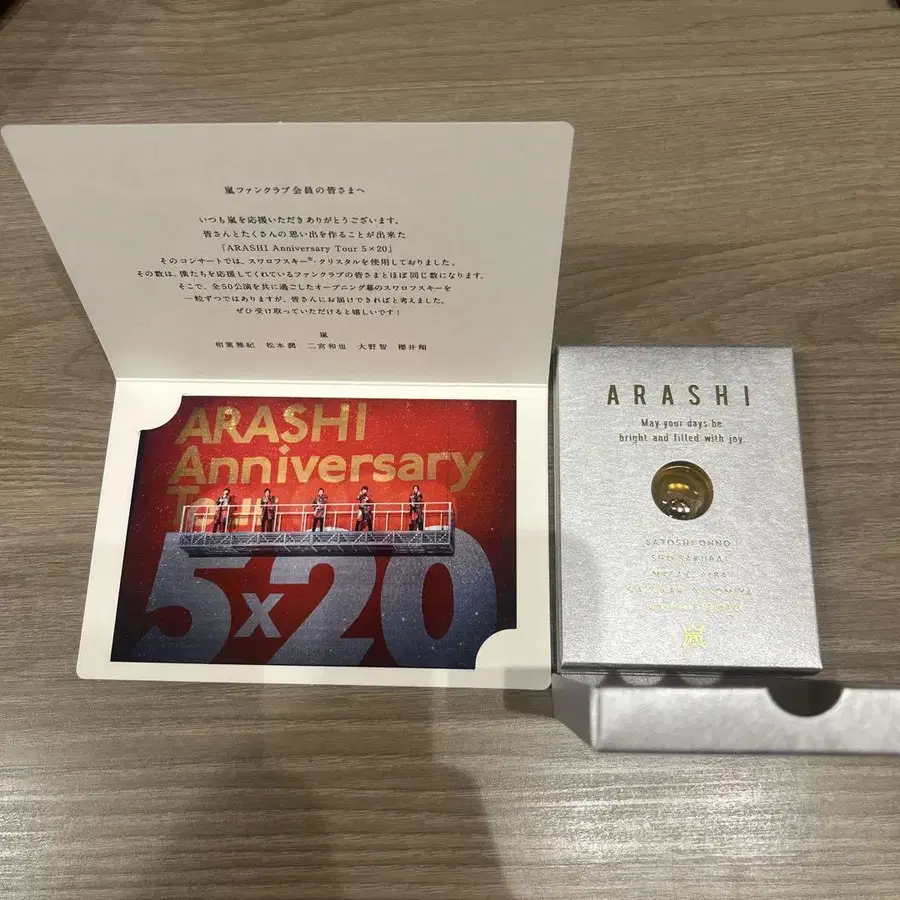 嵐ファンクラブ会員の皆さまへ
いつも嵐を応援いただきありがとうございます。
皆さんとたくさんの思い出を作ることが出来た
「ARASHI Anniversary Tour 5×20」
そのコンサートでは、スワロフスキー®・クリスタルを使用しておりました。
その数は、僕たちを応援してくれているファンクラブの皆さまとほぼ同じ数になります。
そこで、全50公演を共に過ごしたオープニング幕のスワロフスキーを
一粒ずつではありますが、皆さんにお届けできればと考えました。
ぜひ受け取っていただけると嬉しいです!
嵐
相葉雅紀 松本潤 二宮和也 大野智 櫻井翔
ARASHI
Anniversary
Tour
5x20
ARASHI
May your days be
bright and filled with joy.
SATOSHI OHNO
嵐